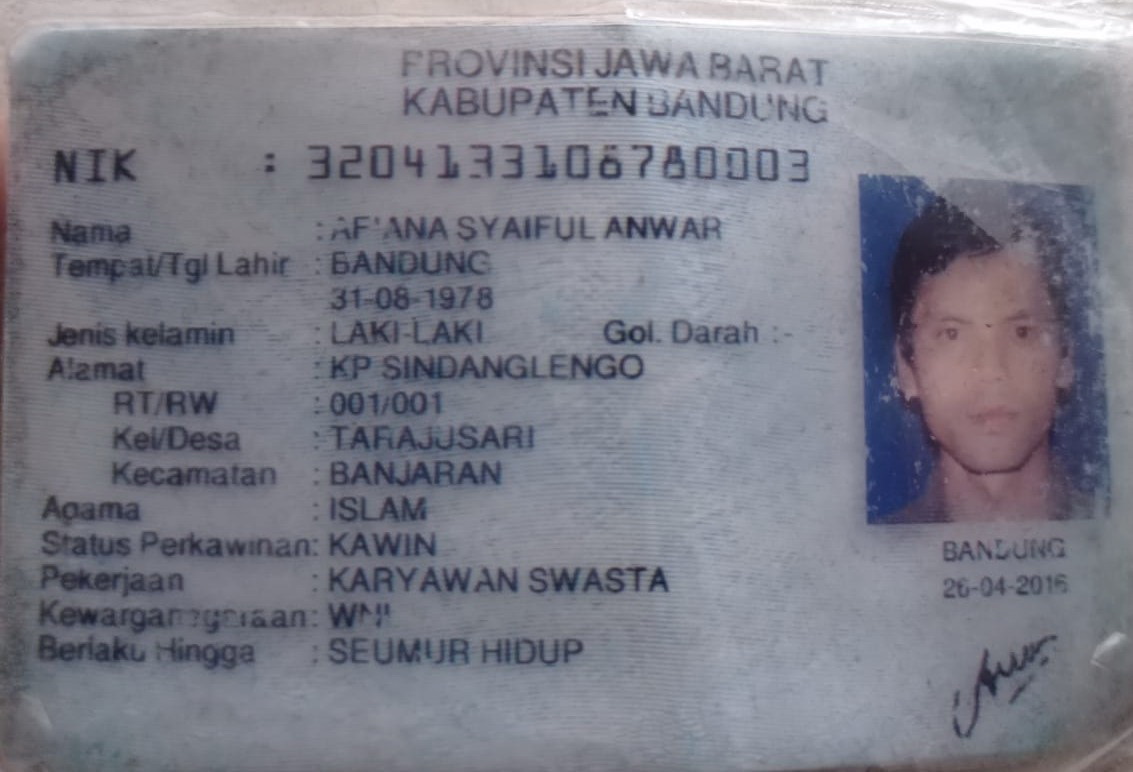 PROVINSI JAWA BARAT
KABUPATEN BANDUNG
NIK : 3204133108780003
Nama : SYAIFUL ANWAR
Tempat/Tgl Lahir : BANDUNG
31-08-1978
Jenis kelamin : LAKI-LAKI Gol. Darah :-
Alamat : KP SINDANGLENGO
RT/RW : 001/001
Kel/Desa : TARAJUSARI
Kecamatan : BANJARAN
Agama : ISLAM
Status Perkawinan: KAWIN
Pekerjaan : KARYAWAN SWASTA
Kewarganegaraan: WNI
Berlaku Hingga : SEUMUR HIDUP
BANDUNG
26-04-2016